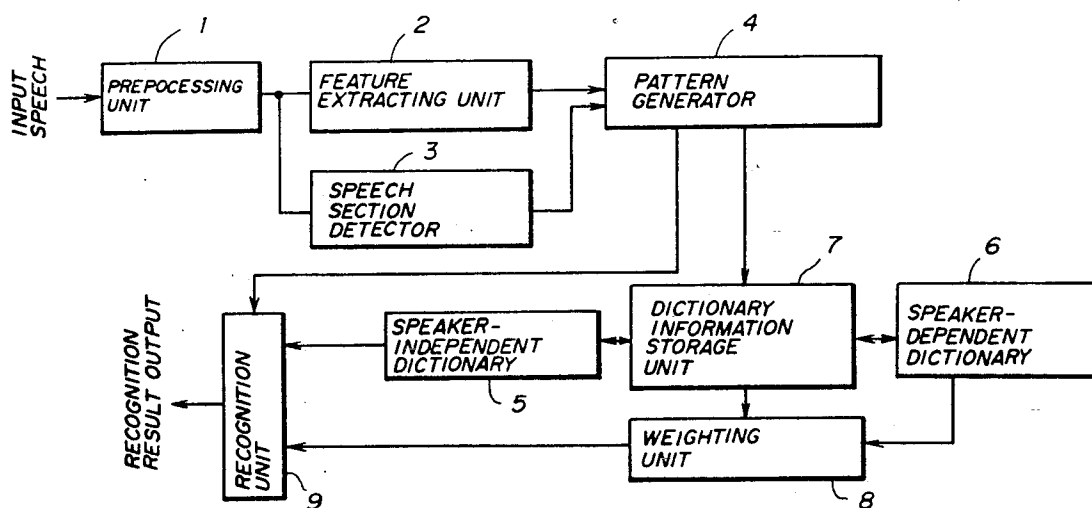 1
2
4
INPUT
SPEECH
PREPOCESSING
UNIT
FEATURE
EXTRACTING UNIT
PATTERN
GENERATOR
3
SPEECH
SECTION
DETECTOR
7
6
RECOGNITION
RESULT OUTPUT
RECOGNITION
UNIT
SPEAKER-
INDEPENDENT
DICTIONARY
DICTIONARY
INFORMATION
STORAGE
UNIT
SPEAKER-
DEPENDENT
DICTIONARY
5
WEIGHTING
UNIT
9
8